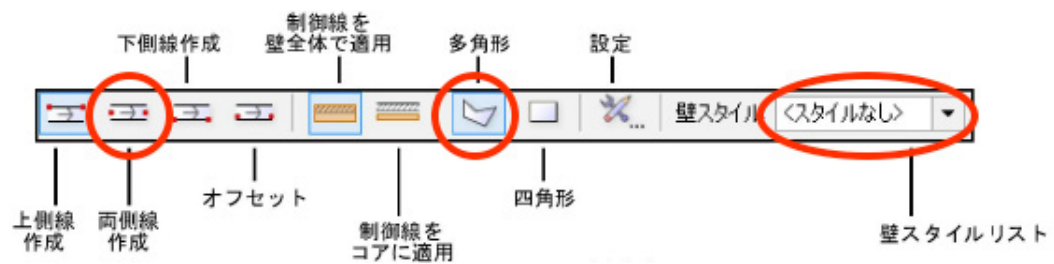 制御線を
壁全体で適用
下側線作成
多角形
設定
壁スタイル:
<スタイルなし>
オフセット
四角形
上側線
作成
両側線
作成
制御線を
コアに適用
壁スタイルリスト